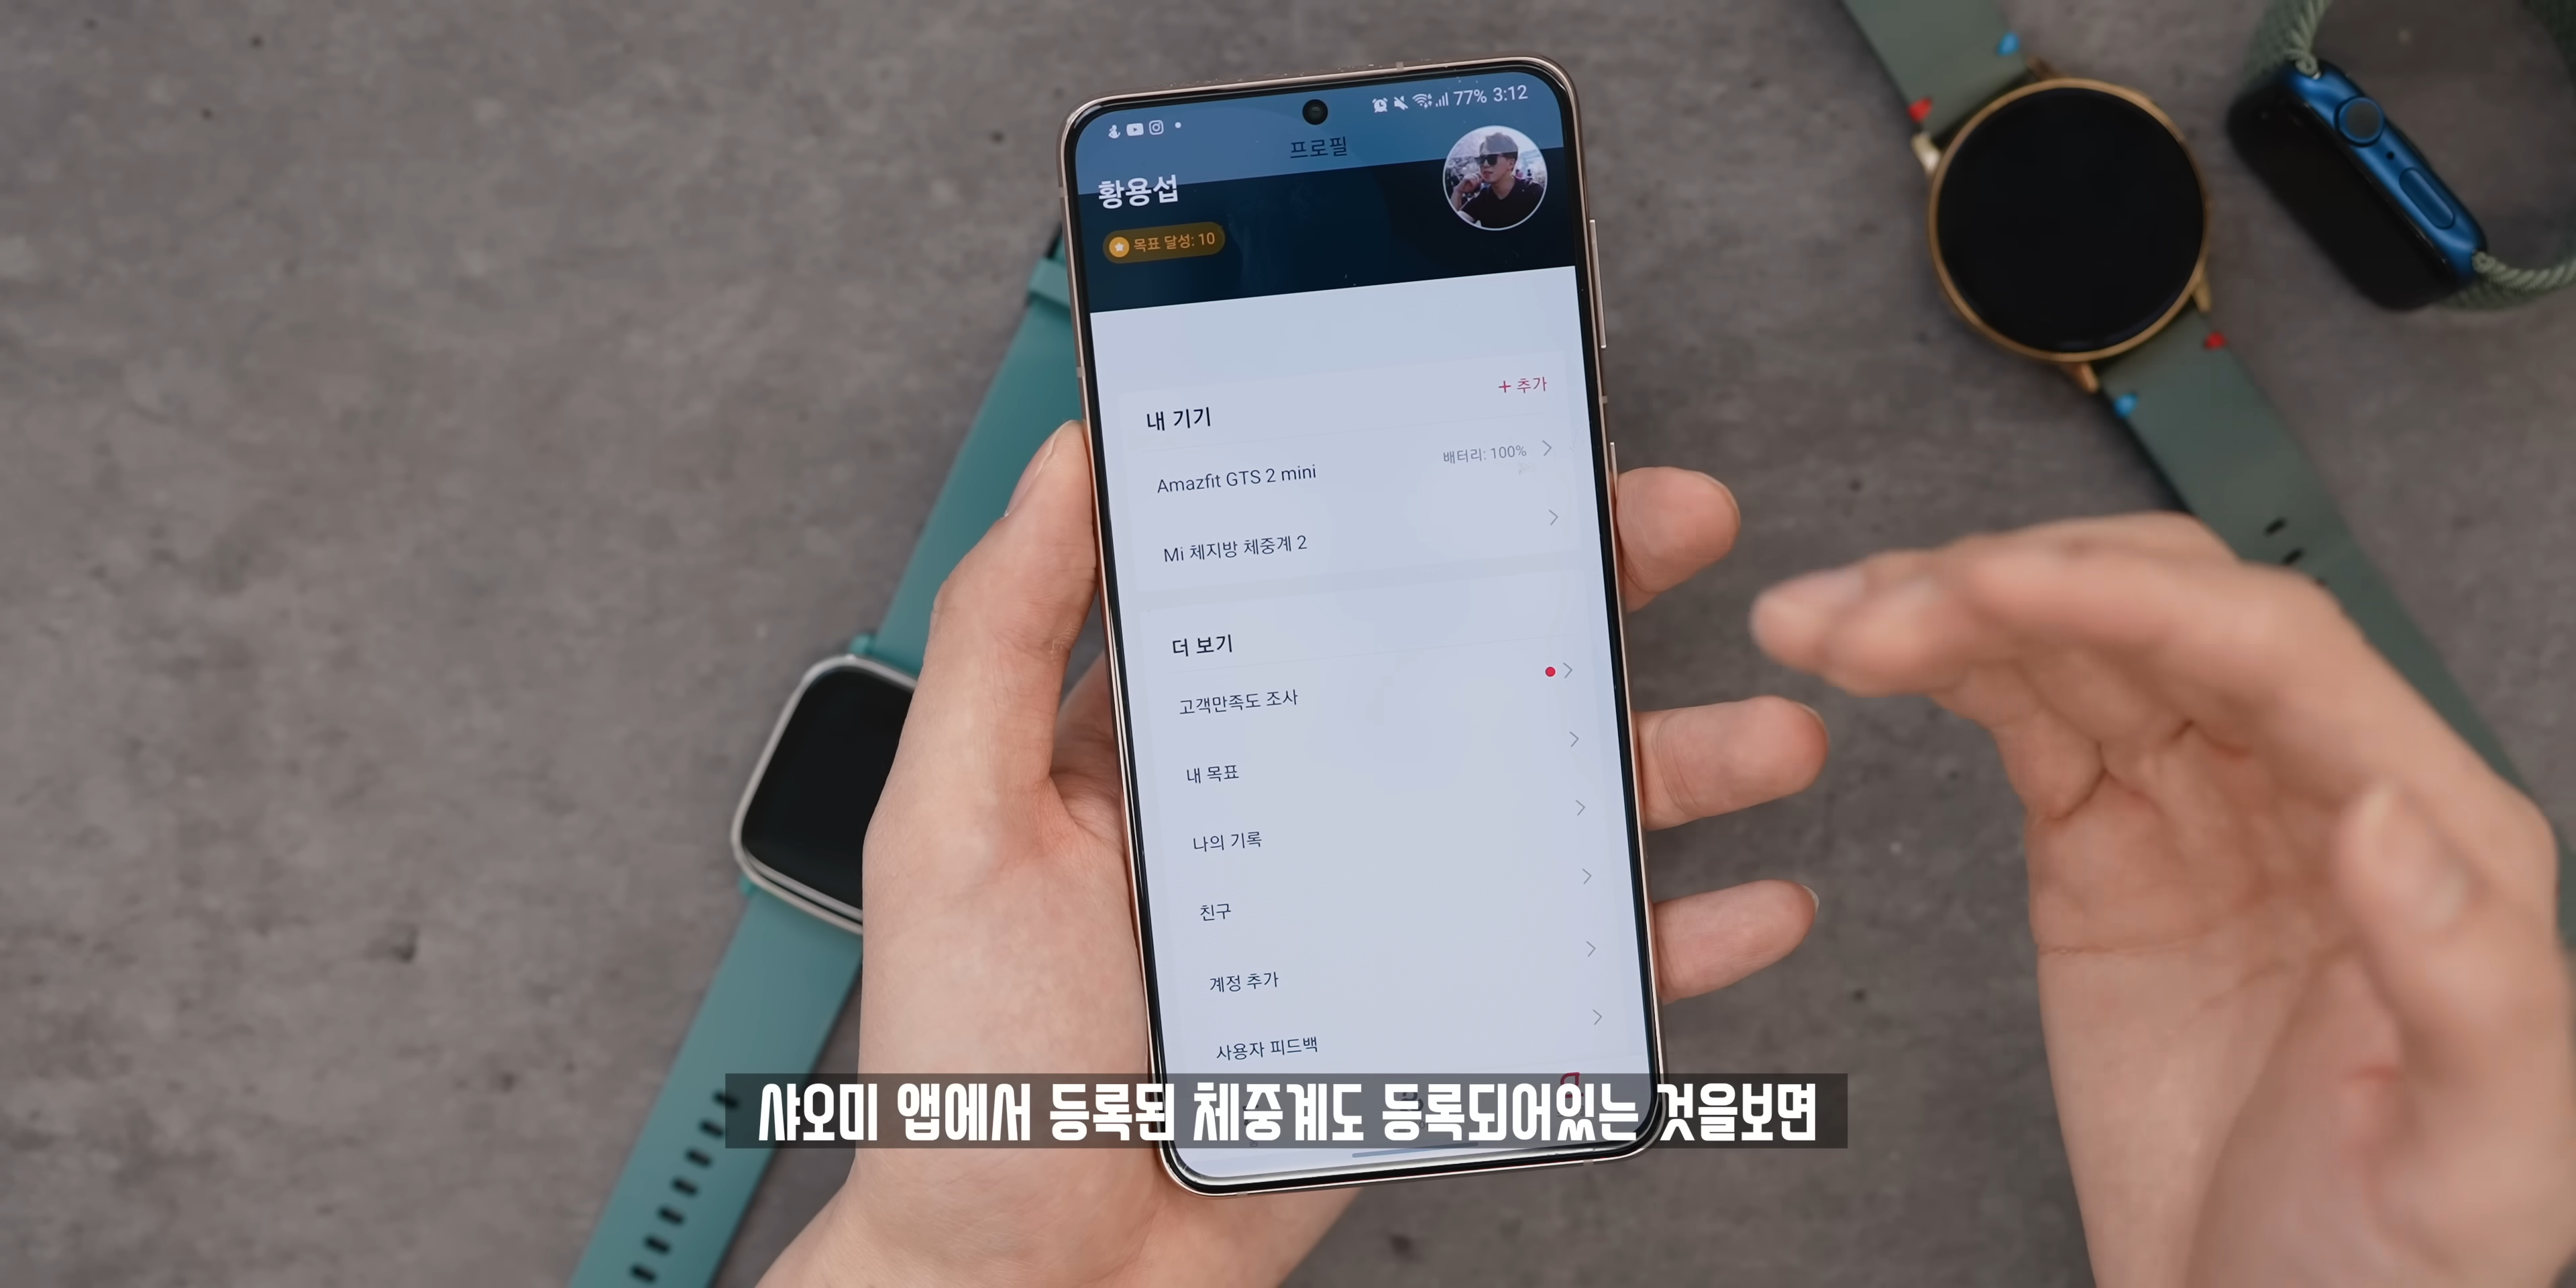 77% 3:12
프로필
황용섭
목표 달성: 10
+ 추가
내 기기
Amazfit GTS 2 mini
배터리: 100%
Mi 체지방 체중계 2
더 보기
고객만족도 조사
내 목표
나의 기록
친구
계정 추가
사용자 피드백
샤오미 앱에서 등록된 체중계도 등록되어있는 것을보면